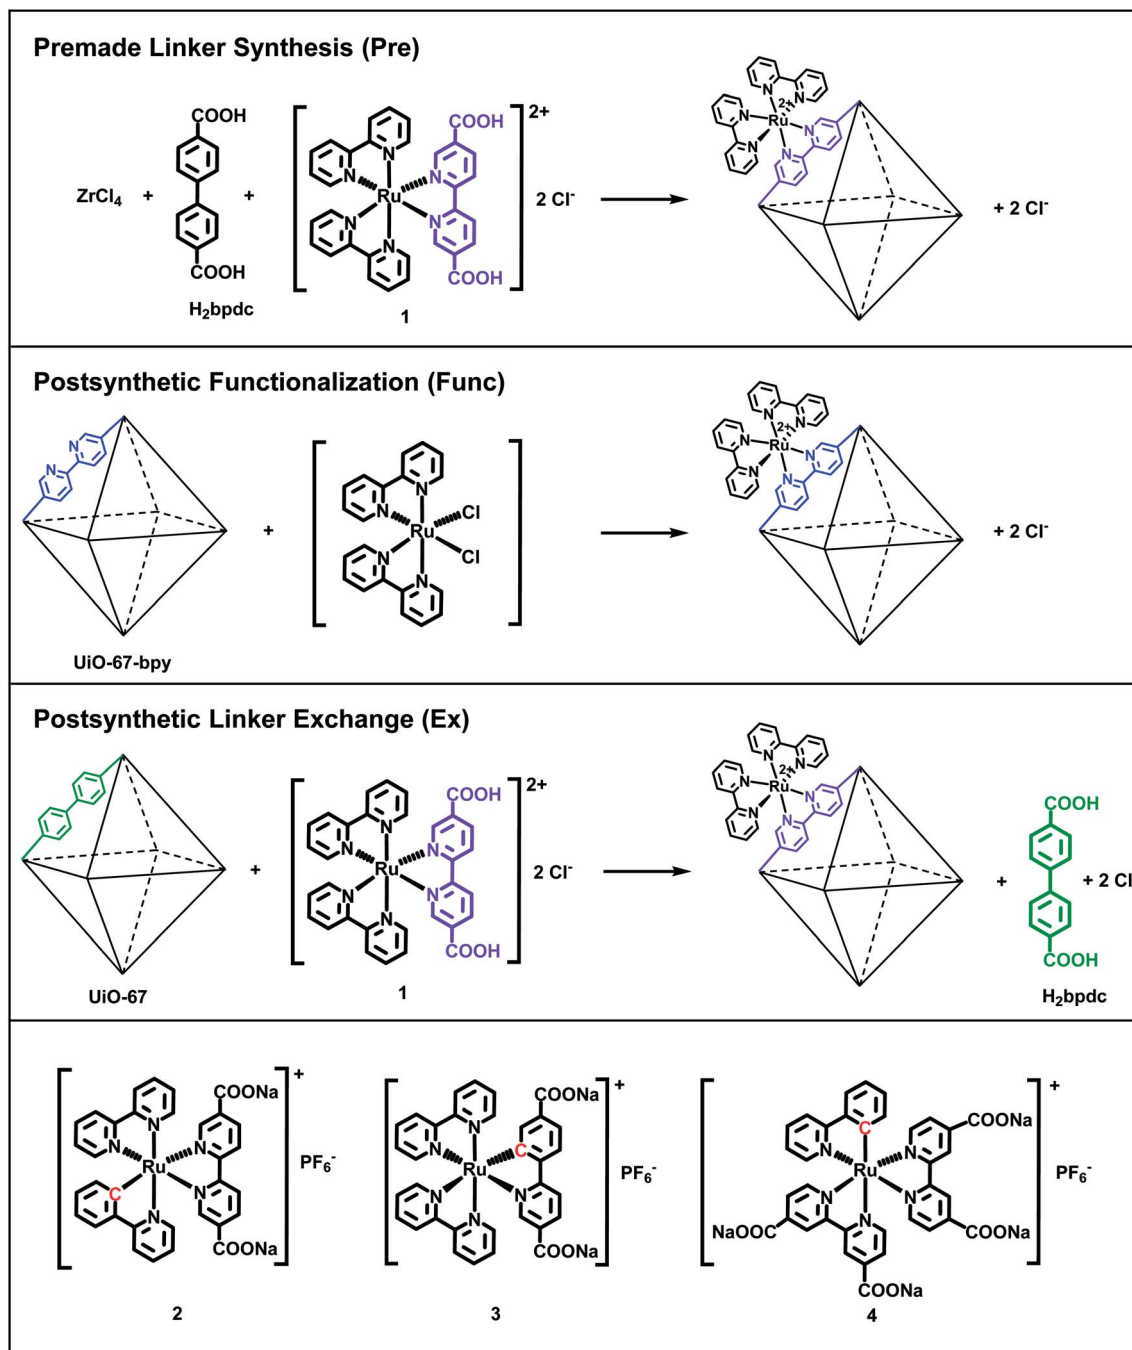 Premade Linker Synthesis (Pre)
ZrCl4 + COOH COOH H2bpdc + [ N N N N Ru N N COOH COOH ]2+ 2 Cl-
1
N N N N 2+ Ru N N
+ 2 Cl-
Postsynthetic Functionalization (Func)
N N
UiO-67-bpy
+
N N N N Ru Cl Cl
N N N N 2+ Ru N N
+ 2 Cl-
Postsynthetic Linker Exchange (Ex)
UiO-67
+
N N N N Ru N N COOH COOH 2+ 2 Cl-
1
N N N N 2+ Ru N N
+
COOH
COOH
H2bpdc
+ 2 Cl
N N N C Ru N N COONa COONa + PF6-
2
N N N N Ru C N COONa COONa + PF6-
3
C N N N Ru N N COONa COONa NaOOC COONa + PF6-
4